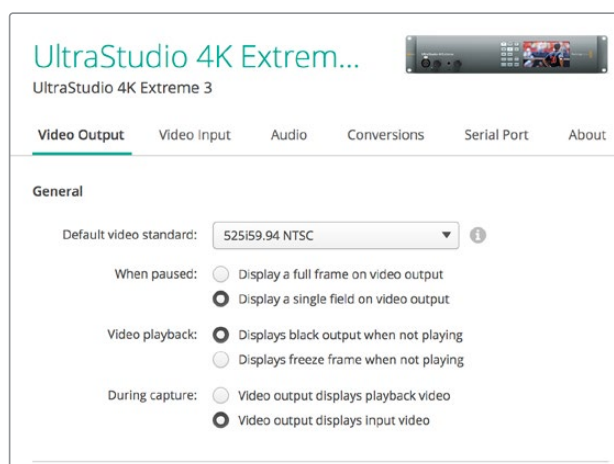 UltraStudio 4K Extrem...
UltraStudio 4K Extreme 3
Video Output Video Input Audio Conversions Serial Port About
General
Default video standard: 525i59.94 NTSC
When paused: Display a full frame on video output
Display a single field on video output
Video playback: Displays black output when not playing
Displays freeze frame when not playing
During capture: Video output displays playback video
Video output displays input video